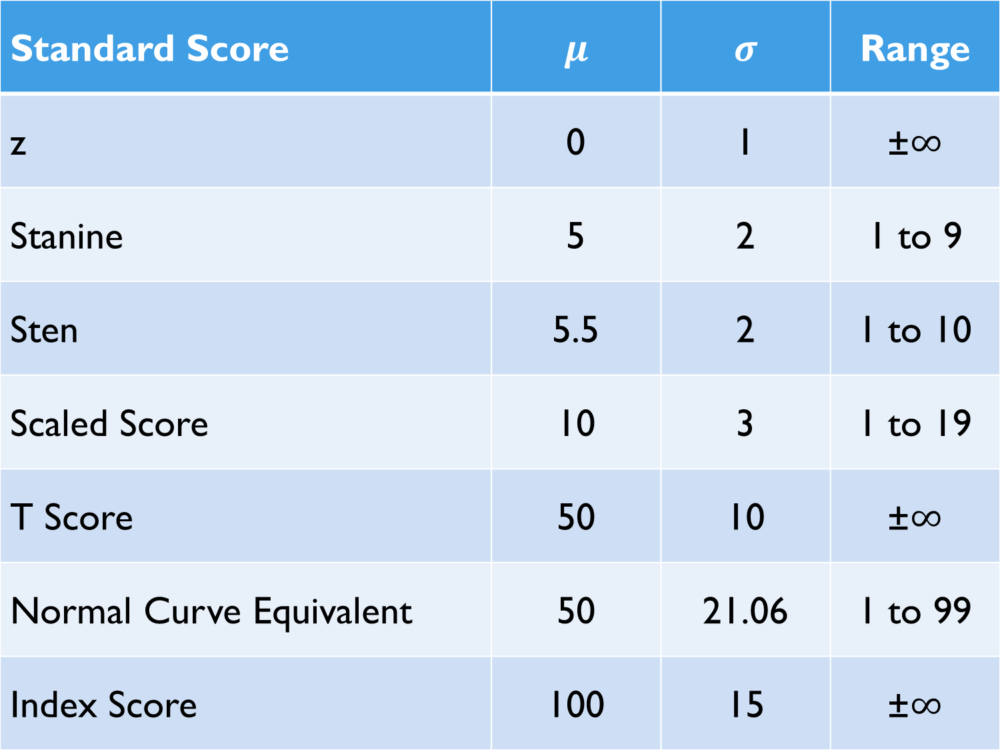 Standard Score μ σ Range
z 0 1 ±∞
Stanine 5 2 1 to 9
Sten 5.5 2 1 to 10
Scaled Score 10 3 1 to 19
T Score 50 10 ±∞
Normal Curve Equivalent 50 21.06 1 to 99
Index Score 100 15 ±∞